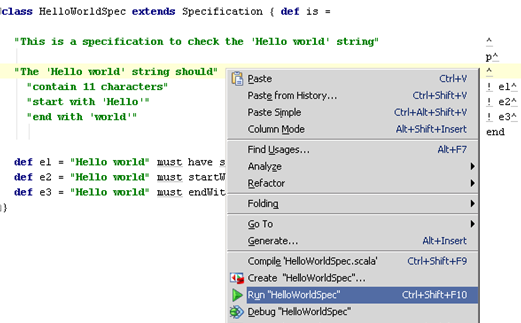 class HelloWorldSpec extends Specification { def is =
"This is a specification to check the 'Hello world' string" ^
p^
"The 'Hello world' string should" ^
"contain 11 characters" ! e1^
"start with 'Hello'" ! e2^
"end with 'world'" ! e3^
end
def e1 = "Hello world" must have s
def e2 = "Hello world" must startW
def e3 = "Hello world" must endWit
}
Paste Ctrl+V
Paste from History... Ctrl+Shift+V
Paste Simple Ctrl+Alt+Shift+V
Column Mode Alt+Shift+Insert
Find Usages... Alt+F7
Analyze
Refactor
Folding
Go To
Generate... Alt+Insert
Compile 'HelloWorldSpec.scala' Ctrl+Shift+F9
Create "HelloWorldSpec"...
Run "HelloWorldSpec" Ctrl+Shift+F10
Debug "HelloWorldSpec"